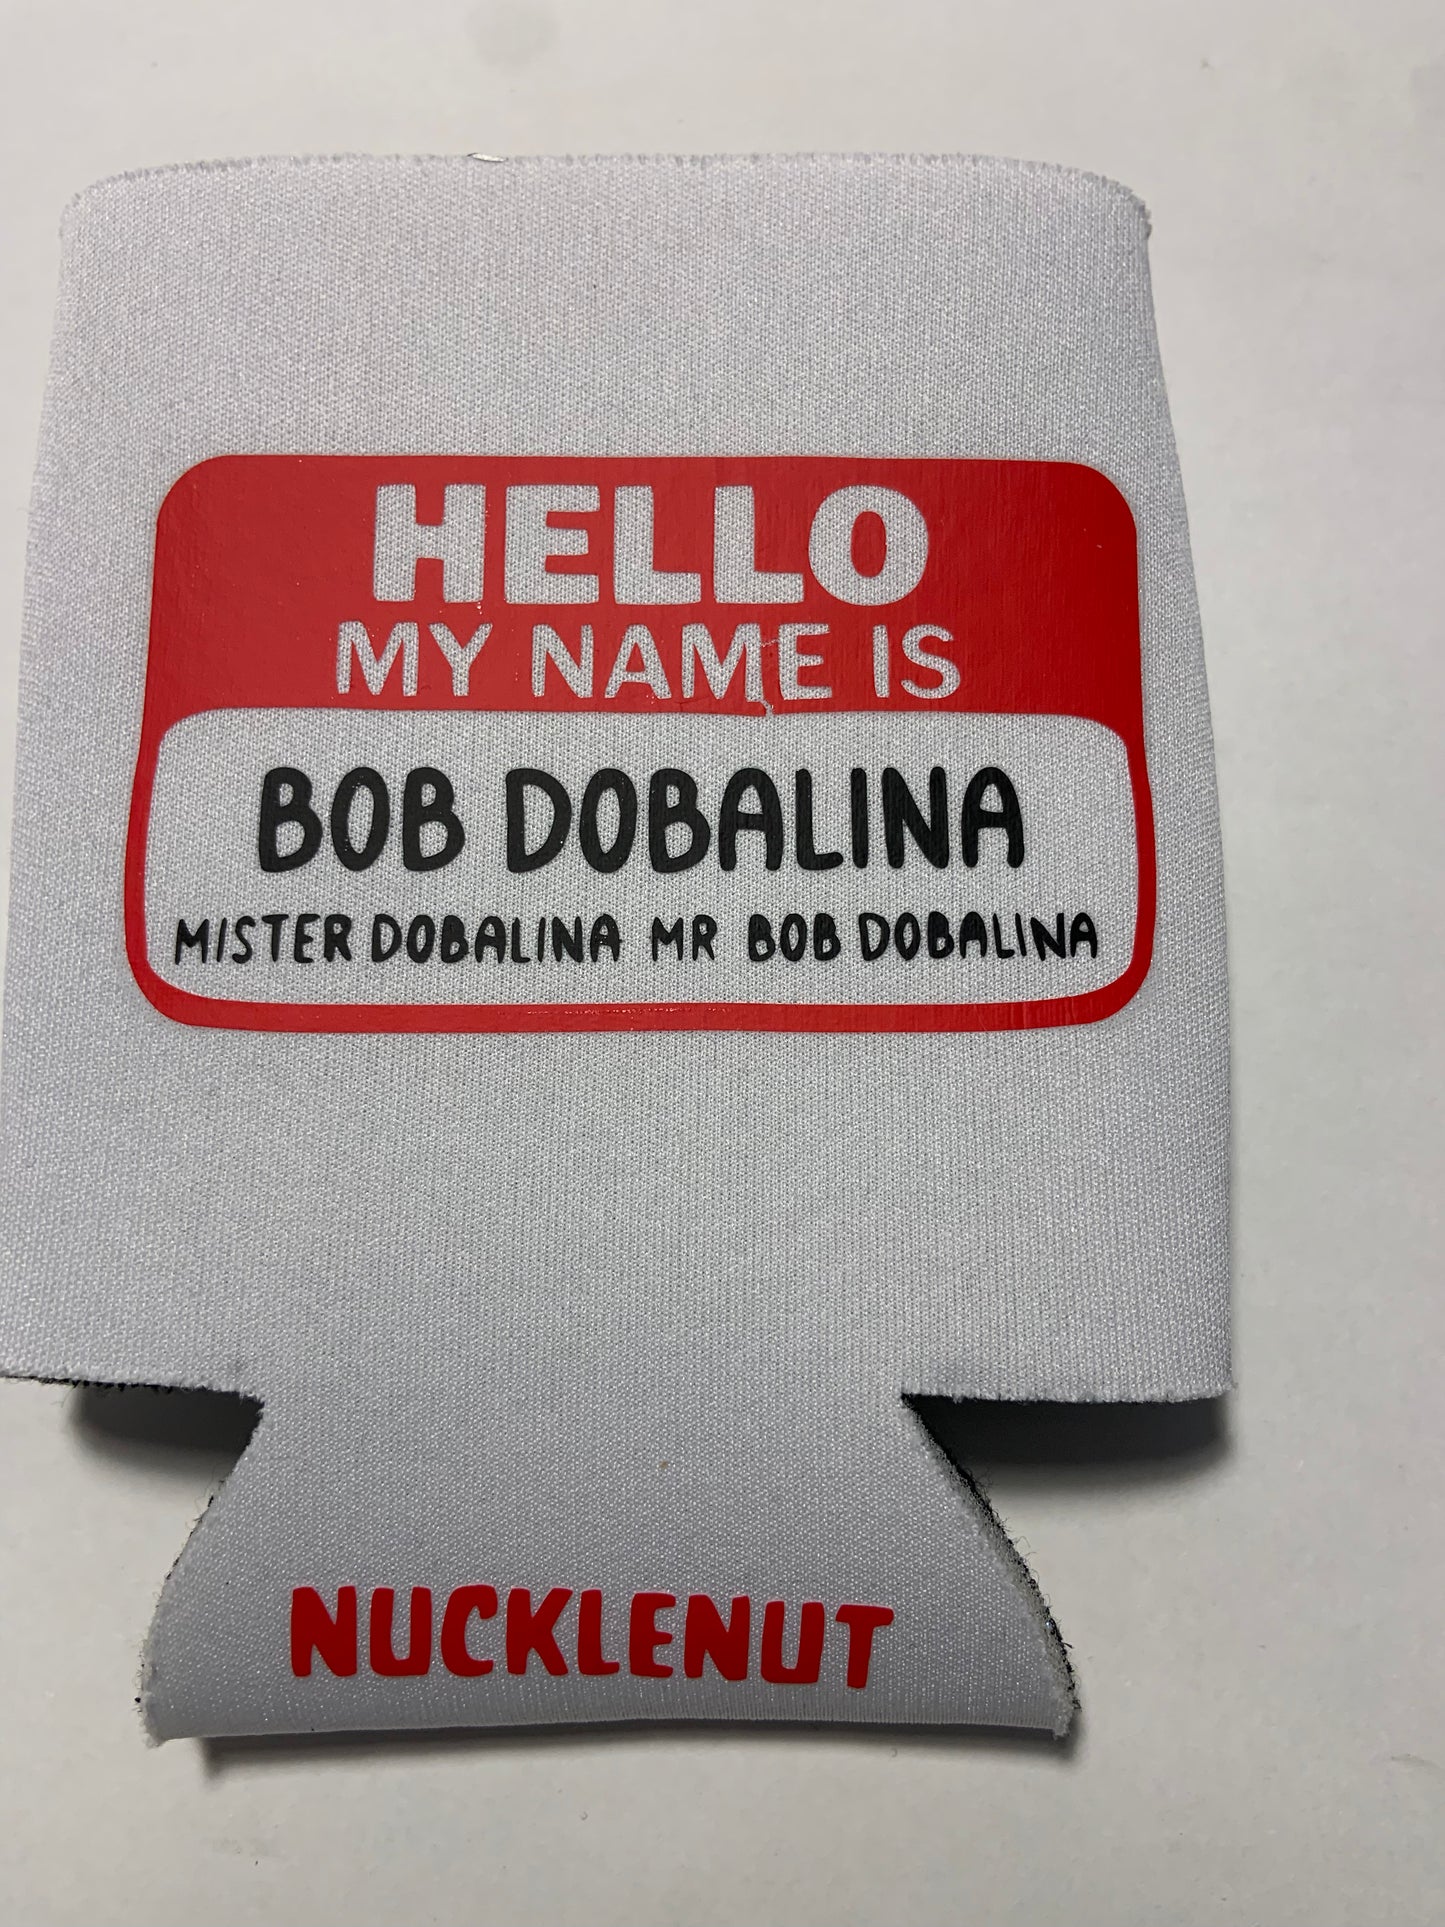 HELLO
MY NAME IS
BOB DOBALINA
MISTER DOBALINA MR BOB DOBALINA
NUCKLENUT